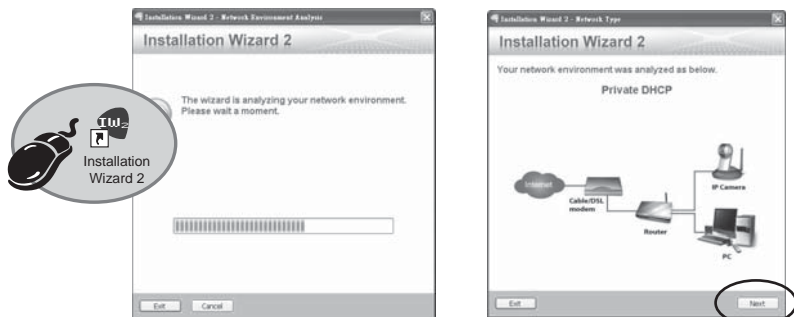 IW2
Installation
Wizard 2
Installation Wizard 2 - Network Environment Analysis
Installation Wizard 2
The wizard is analyzing your network environment.
Please wait a moment.
Exit
Cancel
Installation Wizard 2 - Network Type
Installation Wizard 2
Your network environment was analyzed as below.
Private DHCP
Internet
Cable/DSL
modem
Router
IP Camera
PC
Exit
Next